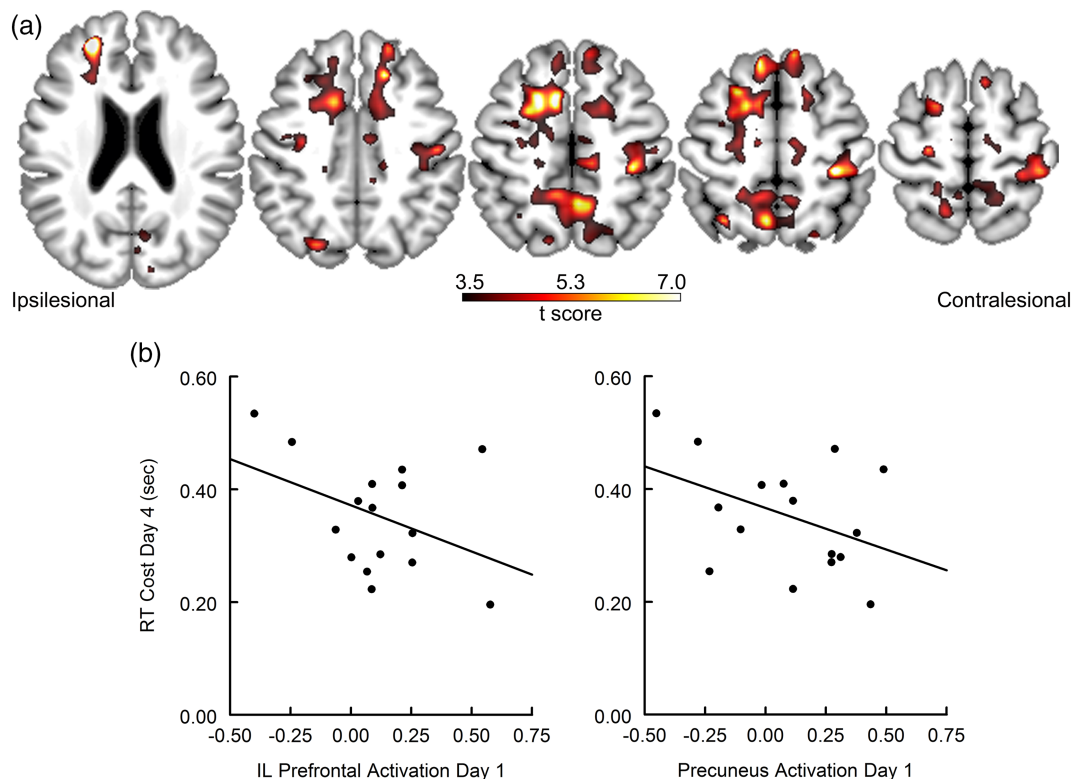 (a)
Ipsilesional
3.5 5.3 7.0
t score
Contralesional
(b)
RT Cost Day 4 (sec)
0.60
0.40
0.20
0.00
-0.50 -0.25 0.00 0.25 0.50 0.75
IL Prefrontal Activation Day 1
0.60
0.40
0.20
0.00
-0.50 -0.25 0.00 0.25 0.50 0.75
Precuneus Activation Day 1